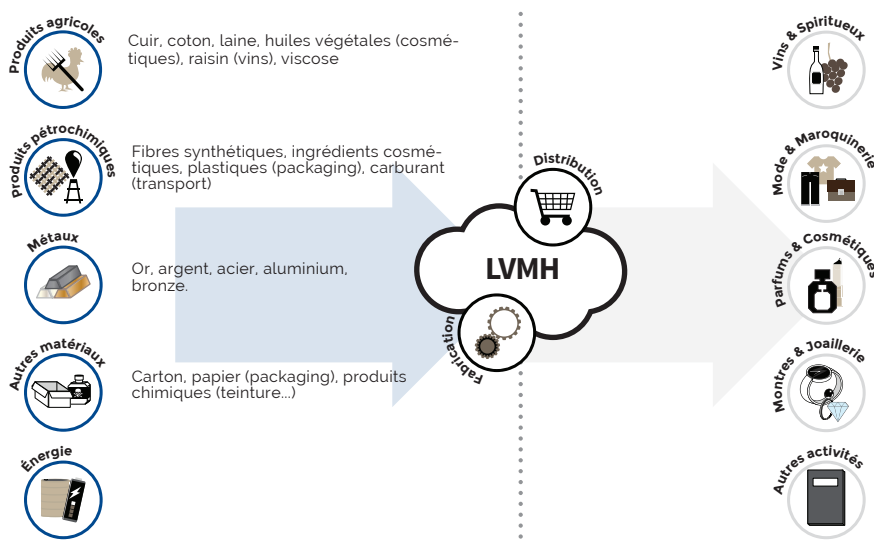 Produits agricoles
Cuir, coton, laine, huiles végétales (cosmé-
tiques), raisin (vins), viscose
Produits pétrochimiques
Fibres synthétiques, ingrédients cosmé-
tiques, plastiques (packaging), carburant
(transport)
Métaux
Or, argent, acier, aluminium,
bronze.
Autres matériaux
Carton, papier (packaging), produits
chimiques (teinture...)
Énergie
Distribution
LVMH
Fabrication
Vins & Spiritueux
Mode & Maroquinerie
Parfums & Cosmétiques
Montres & Joaillerie
Autres activités